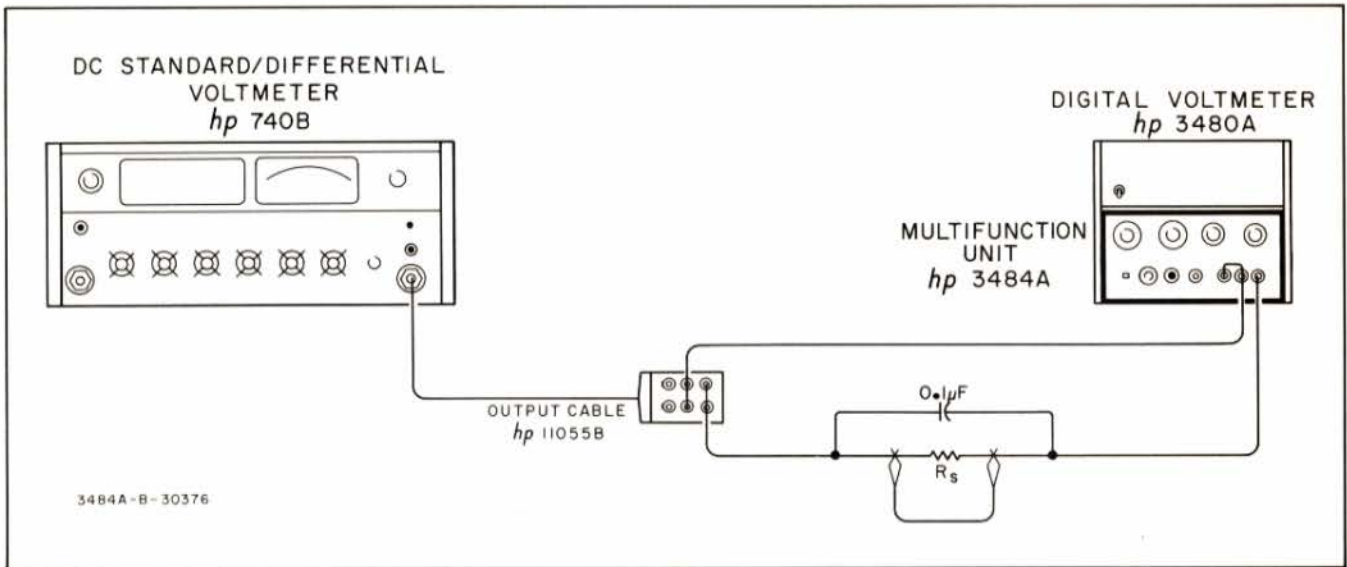 DC STANDARD/DIFFERENTIAL
VOLTMETER
hp 740B
DIGITAL VOLTMETER
hp 3480A
MULTIFUNCTION
UNIT
hp 3484A
OUTPUT CABLE
hp 11055B
0.1µF
Rs
3484A-B-30376